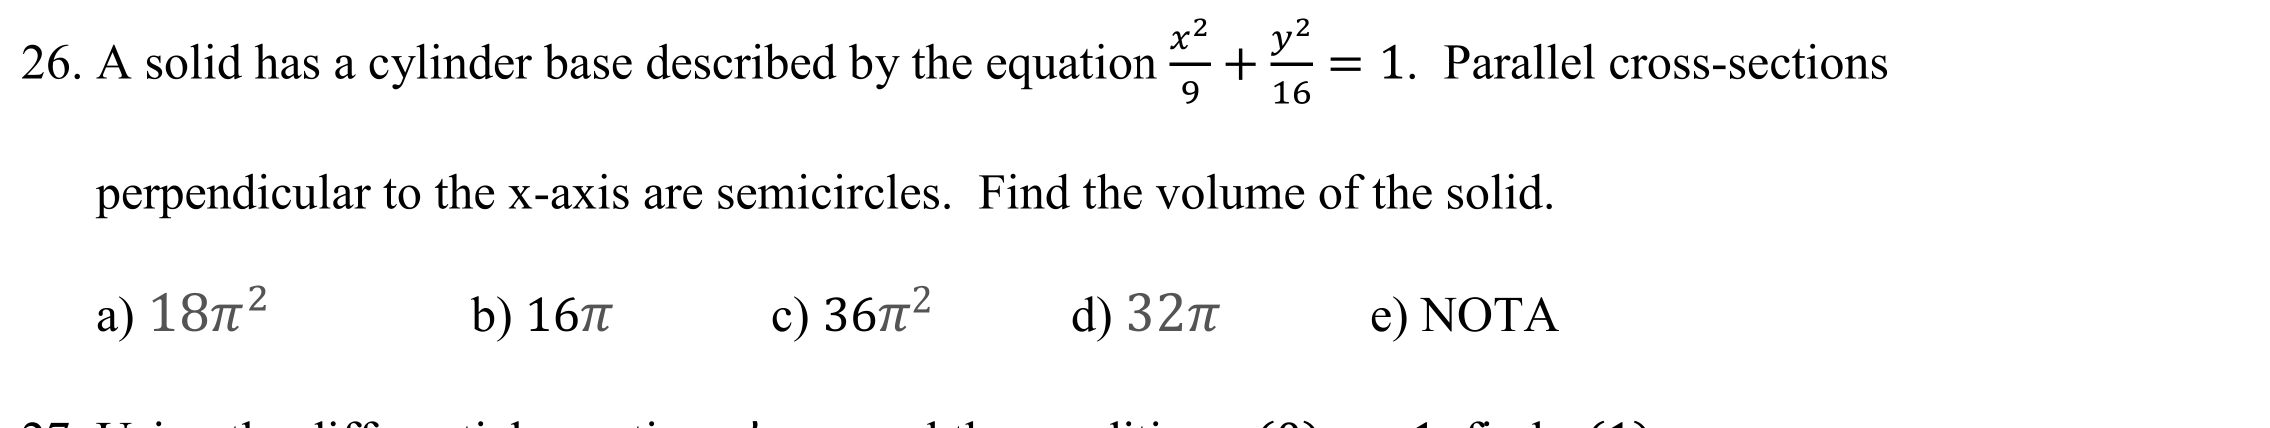 26. A solid has a cylinder base described by the equation x²/9 + y²/16 = 1. Parallel cross-sections
perpendicular to the x-axis are semicircles. Find the volume of the solid.
a) 18π² b) 16π c) 36π² d) 32π e) NOTA